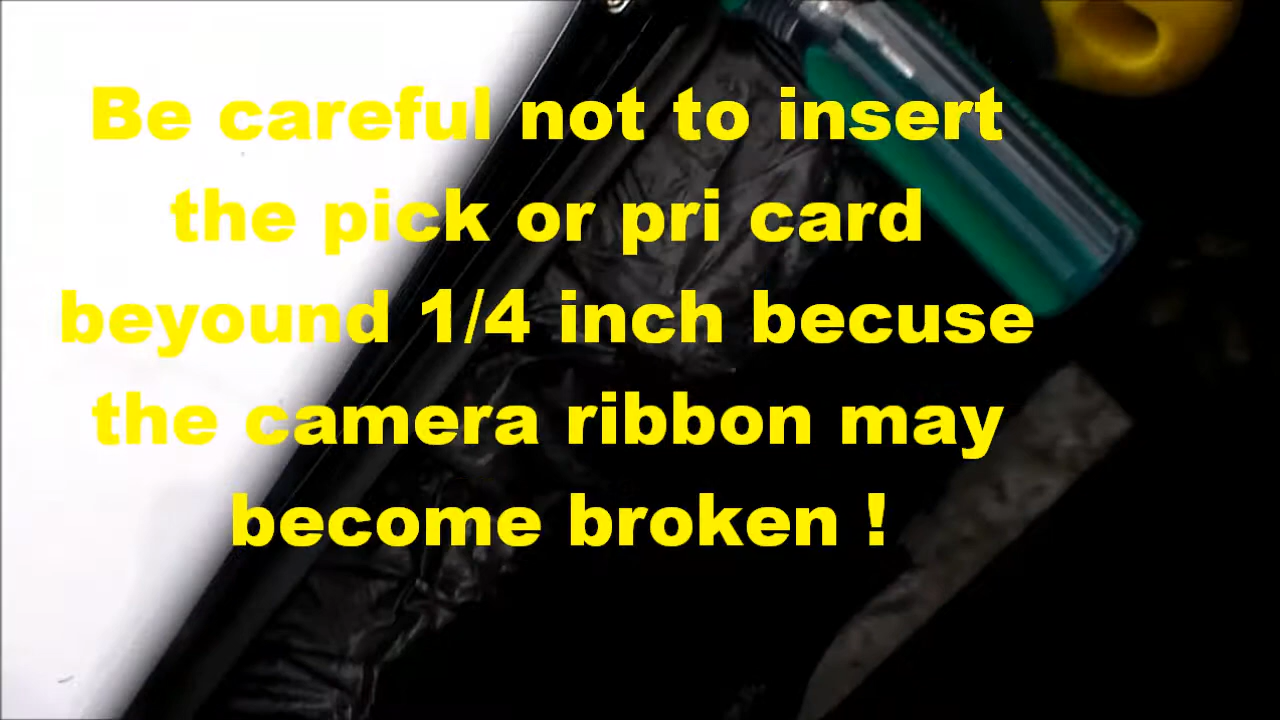 Be careful not to insert
the pick or pri card
beyound 1/4 inch becuse
the camera ribbon may
become broken !